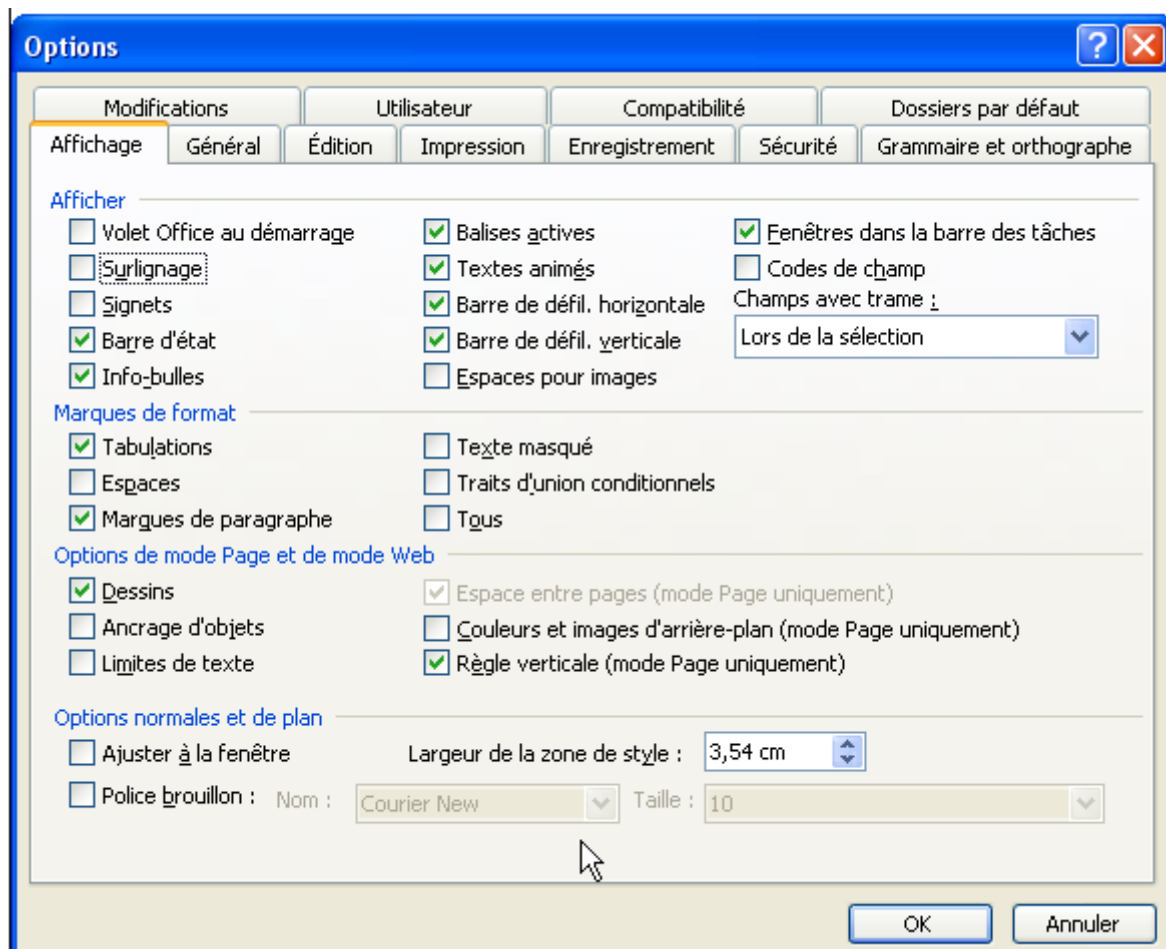 Options
Modifications Utilisateur Compatibilité Dossiers par défaut
Affichage Général Édition Impression Enregistrement Sécurité Grammaire et orthographe
Afficher
Volet Office au démarrage Balises actives Fenêtres dans la barre des tâches
Surlignage Textes animés Codes de champ
Signets Barre de défil. horizontale Champs avec trame :
Barre d'état Barre de défil. verticale Lors de la sélection
Info-bulles Espaces pour images
Marques de format
Tabulations Texte masqué
Espaces Traits d'union conditionnels
Marques de paragraphe Tous
Options de mode Page et de mode Web
Dessins Espace entre pages (mode Page uniquement)
Ancrage d'objets Couleurs et images d'arrière-plan (mode Page uniquement)
Limites de texte Règle verticale (mode Page uniquement)
Options normales et de plan
Ajuster à la fenêtre Largeur de la zone de style : 3,54 cm
Police brouillon : Nom : Courier New Taille : 10
OK Annuler